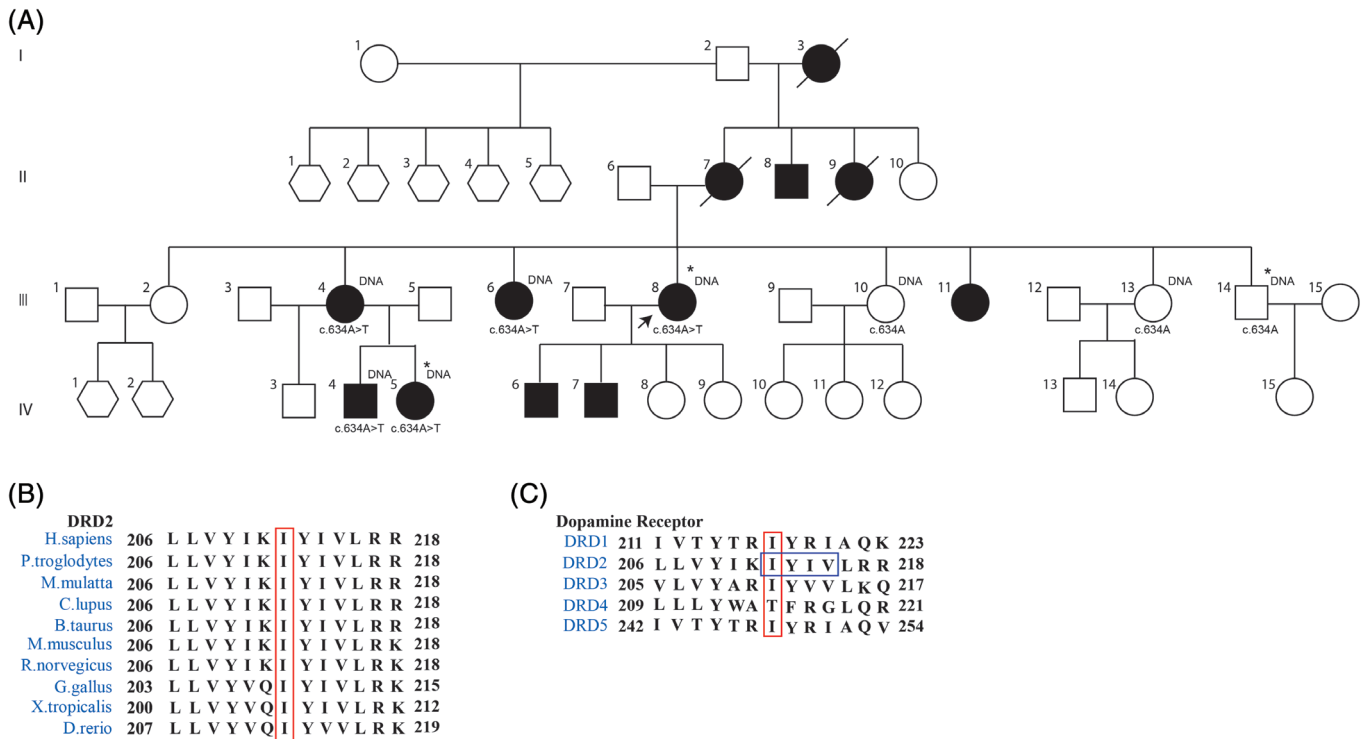 (A)
I
1 2 3
II
1 2 3 4 5 6 7 8 9 10
III
1 2 3 4 DNA 5 6 DNA 7 8 * DNA 9 10 DNA 11 12 13 DNA 14 * DNA 15
c.634A>T c.634A>T c.634A>T c.634A c.634A c.634A
IV
1 2 3 4 DNA 5 * DNA 6 7 8 9 10 11 12 13 14 15
c.634A>T c.634A>T
(B)
DRD2
H.sapiens 206 L L V Y I K I Y I V L R R 218
P.troglodytes 206 L L V Y I K I Y I V L R R 218
M.mulatta 206 L L V Y I K I Y I V L R R 218
C.lupus 206 L L V Y I K I Y I V L R R 218
B.taurus 206 L L V Y I K I Y I V L R R 218
M.musculus 206 L L V Y I K I Y I V L R K 218
R.norvegicus 206 L L V Y I K I Y I V L R K 218
G.gallus 203 L L V Y V Q I Y I V L R K 215
X.tropicalis 200 L L V Y V Q I Y I V L R K 212
D.rerio 207 L L V Y V Q I Y V V L R K 219
(C)
Dopamine Receptor
DRD1 211 I V T Y T R I Y R I A Q K 223
DRD2 206 L L V Y I K I Y I V L R R 218
DRD3 205 V L V Y A R I Y V V L K Q 217
DRD4 209 L L L Y W A T F R G L Q R 221
DRD5 242 I V T Y T R I Y R I A Q V 254